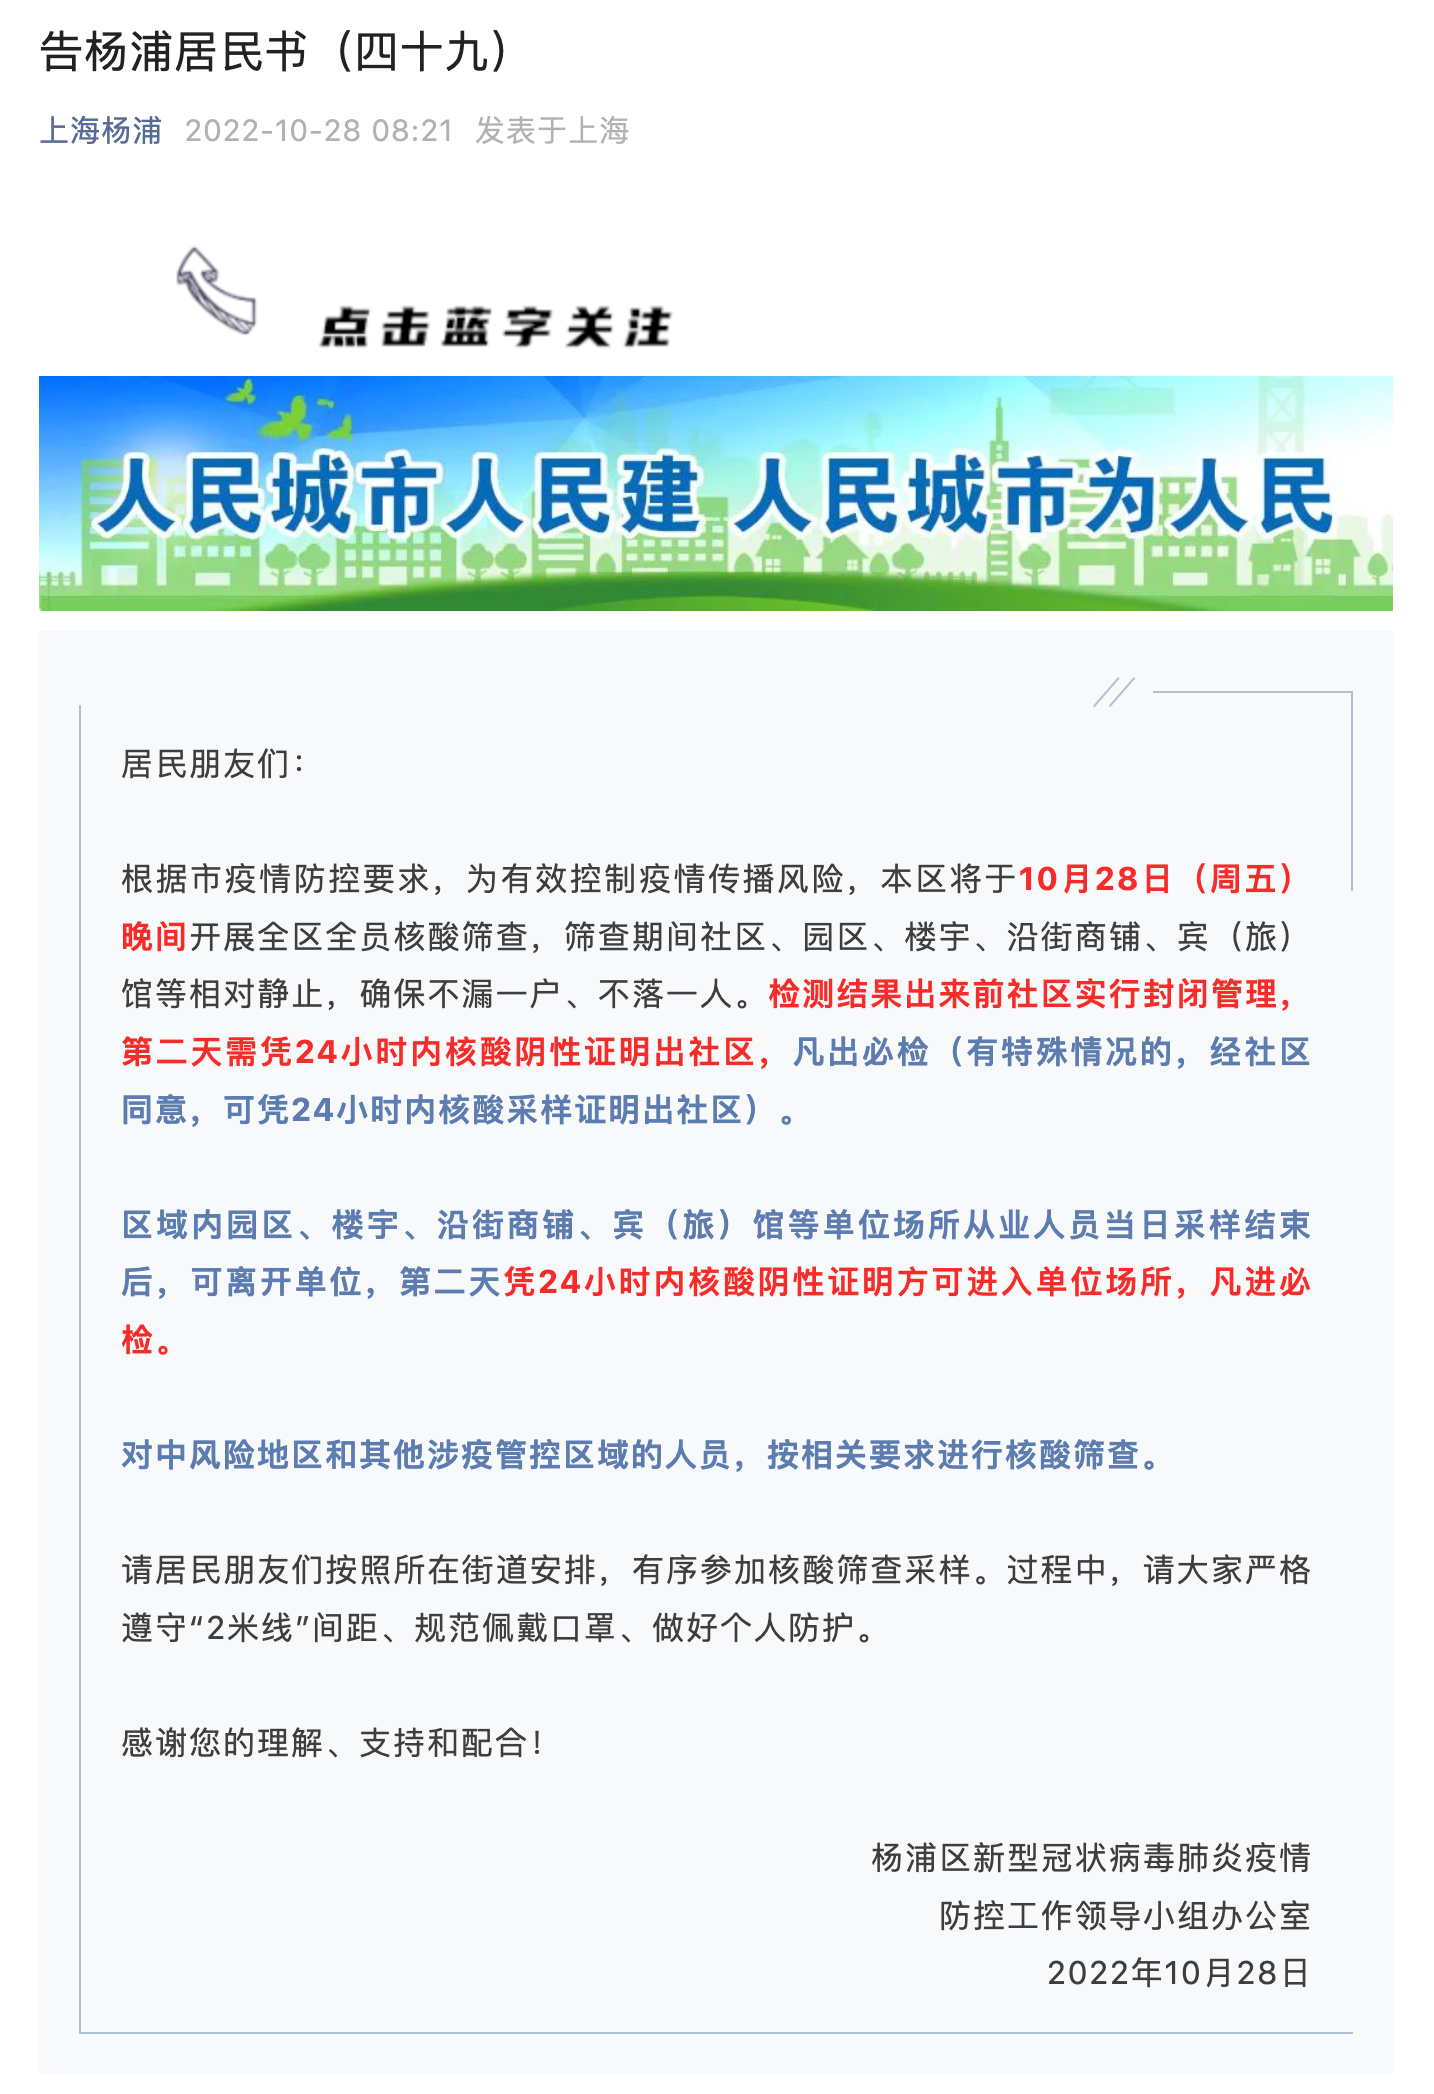 告杨浦居民书（四十九）
上海杨浦 2022-10-28 08:21 发表于上海
点击蓝字关注
人民城市人民建 人民城市为人民
居民朋友们：
根据市疫情防控要求，为有效控制疫情传播风险，本区将于10月28日（周五）
晚间开展全区全员核酸筛查，筛查期间社区、园区、楼宇、沿街商铺、宾（旅）
馆等相对静止，确保不漏一户、不落一人。检测结果出来前社区实行封闭管理，
第二天需凭24小时内核酸阴性证明出社区，凡出必检（有特殊情况的，经社区
同意，可凭24小时内核酸采样证明出社区）。
区域内园区、楼宇、沿街商铺、宾（旅）馆等单位场所从业人员当日采样结束
后，可离开单位，第二天凭24小时内核酸阴性证明方可进入单位场所，凡进必
检。
对中风险地区和其他涉疫管控区域的人员，按相关要求进行核酸筛查。
请居民朋友们按照所在街道安排，有序参加核酸筛查采样。过程中，请大家严格
遵守“2米线”间距、规范佩戴口罩、做好个人防护。
感谢您的理解、支持和配合！
杨浦区新型冠状病毒肺炎疫情
防控工作领导小组办公室
2022年10月28日